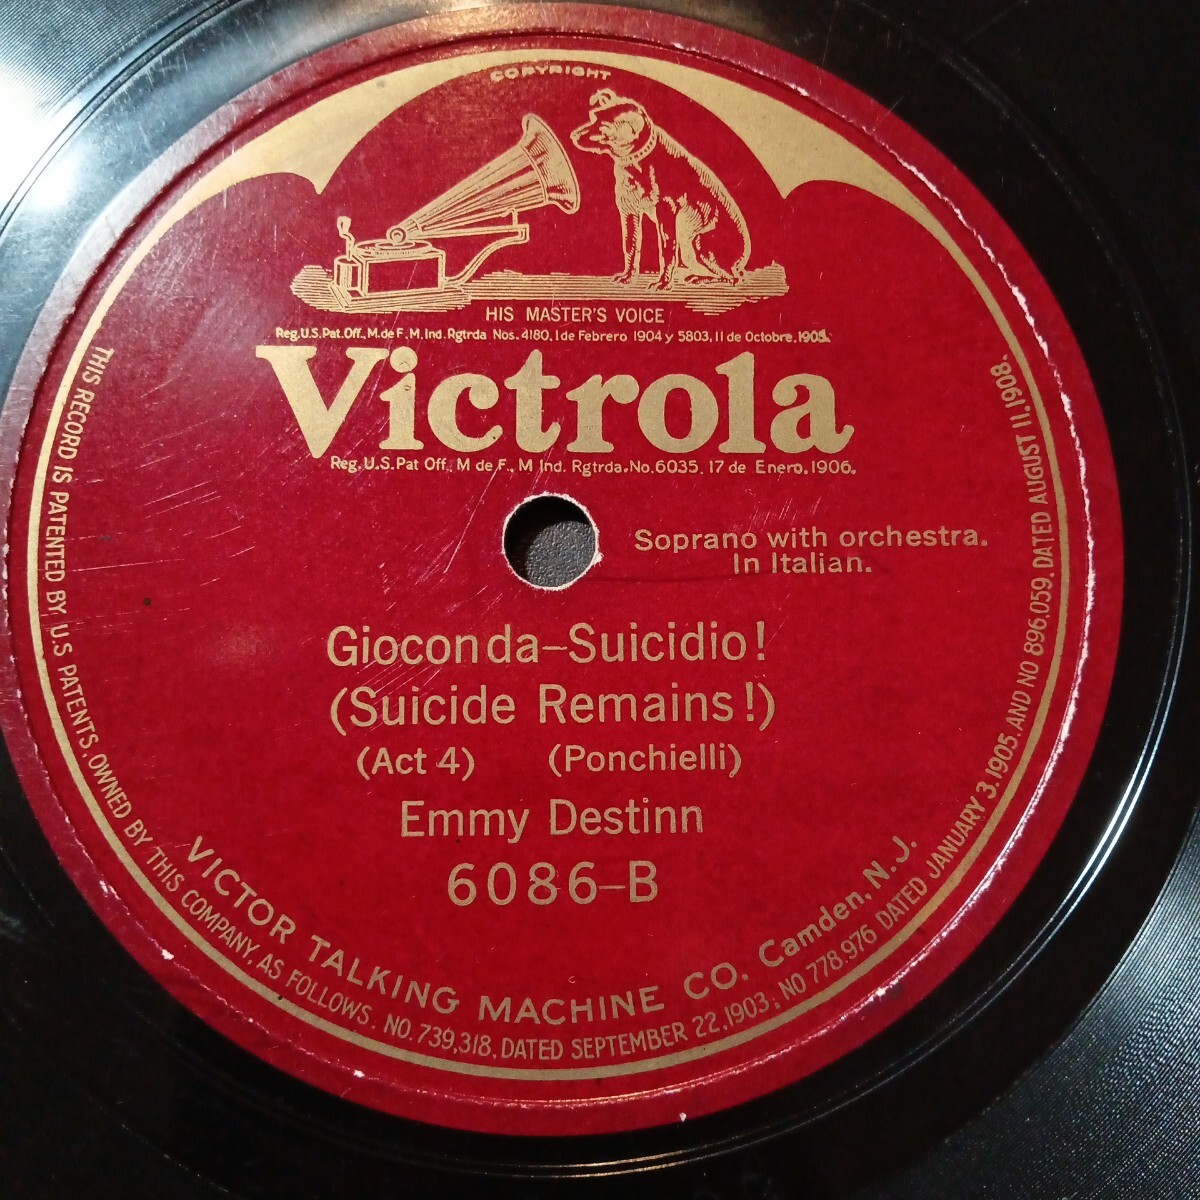 COPYRIGHT
HIS MASTER'S VOICE
Reg.U.S.Pat.Off., M.de F., M.Ind.Rgtrda Nos. 4180, 1 de Febrero 1904 y 5803, 11 de Octobre, 1905.
Victrola
Reg.U.S.Pat Off., M de F., M Ind. Rgtrda. No. 6035, 17 de Enero, 1906.
Soprano with orchestra.
In Italian.
Gioconda–Suicidio!
(Suicide Remains!)
(Act 4) (Ponchielli)
Emmy Destinn
6086–B
VICTOR TALKING MACHINE CO. Camden, N.J.
THIS RECORD IS PATENTED BY U.S PATENTS, OWNED BY THIS COMPANY, AS FOLLOWS. NO. 739,318, DATED SEPTEMBER 22, 1903; NO 778,976 DATED JANUARY 3, 1905, AND NO 896,059, DATED AUGUST 11, 1908.